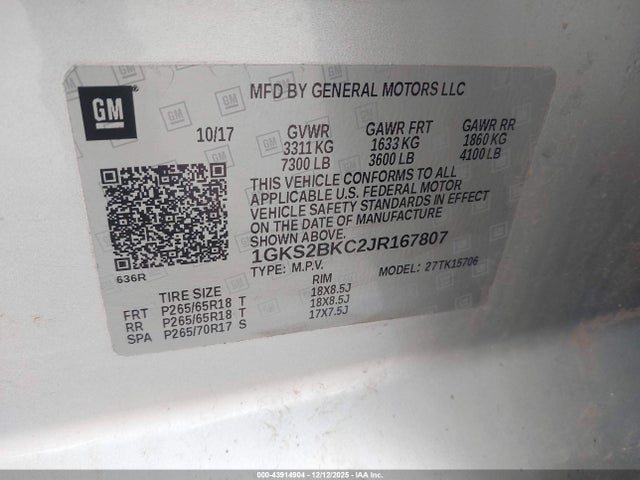 GM
MFD BY GENERAL MOTORS LLC
10/17 GVWR GAWR FRT GAWR RR
3311 KG 1633 KG 1860 KG
7300 LB 3600 LB 4100 LB
THIS VEHICLE CONFORMS TO ALL
APPLICABLE U.S. FEDERAL MOTOR
VEHICLE SAFETY STANDARDS IN EFFECT
ON THE DATE OF MANUFACTURE
SHOWN ABOVE.
1GKS2BKC2JR167807
636R
TYPE: M.P.V. MODEL: 27TK15706
TIRE SIZE RIM
FRT P265/65R18 T 18X8.5J
RR P265/65R18 T 18X8.5J
SPA P265/70R17 S 17X7.5J
000-43914904 - 12/12/2025 - IAA Inc.